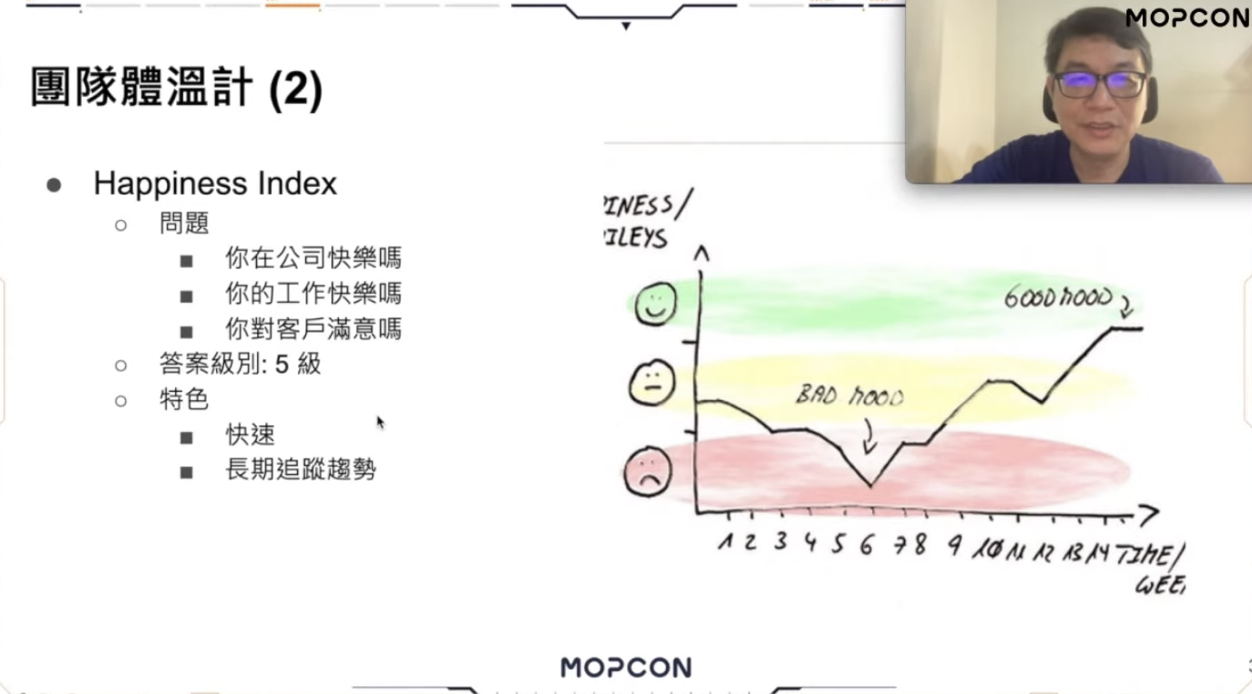 MOPCON
團隊體溫計 (2)
Happiness Index
問題
你在公司快樂嗎
你的工作快樂嗎
你對客戶滿意嗎
答案級別: 5 級
特色
快速
長期追蹤趨勢
PINESS/
ILEYS
GOOD MOOD
BAD MOOD
1 2 3 4 5 6 7 8 9 10 11 12 13 14 TIME/
WEE
MOPCON